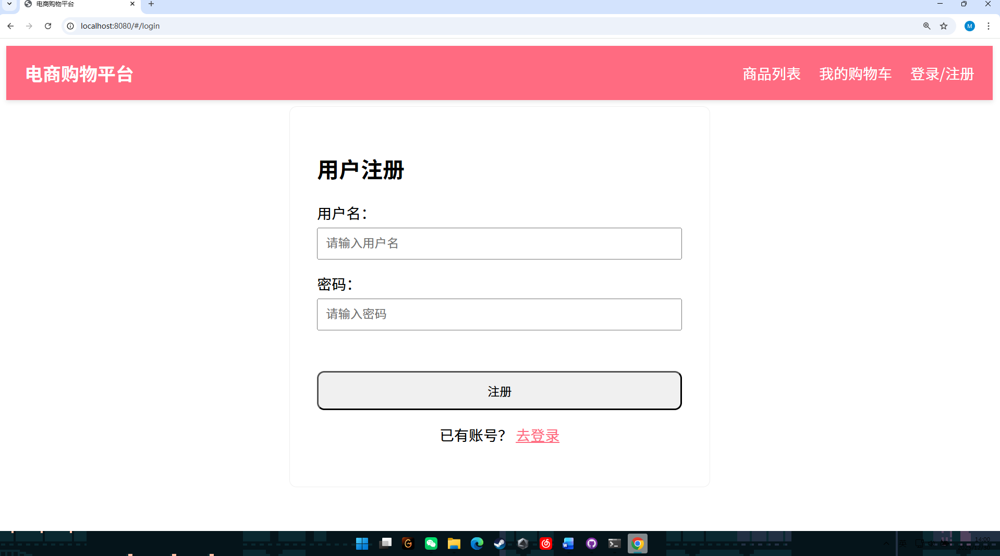 电商购物平台
localhost:8080/#/login
M
电商购物平台
商品列表
我的购物车
登录/注册
用户注册
用户名：
请输入用户名
密码：
请输入密码
注册
已有账号？ 去登录
英
14:00